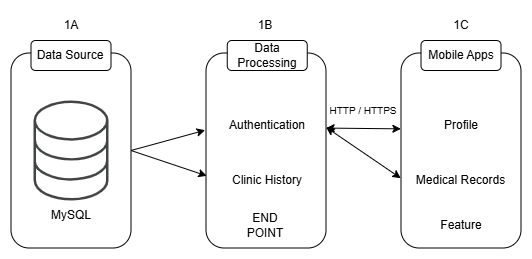 1A
1B
1C
Data Source
Data
Processing
Mobile Apps
HTTP / HTTPS
Authentication
Profile
Clinic History
Medical Records
MySQL
END
POINT
Feature